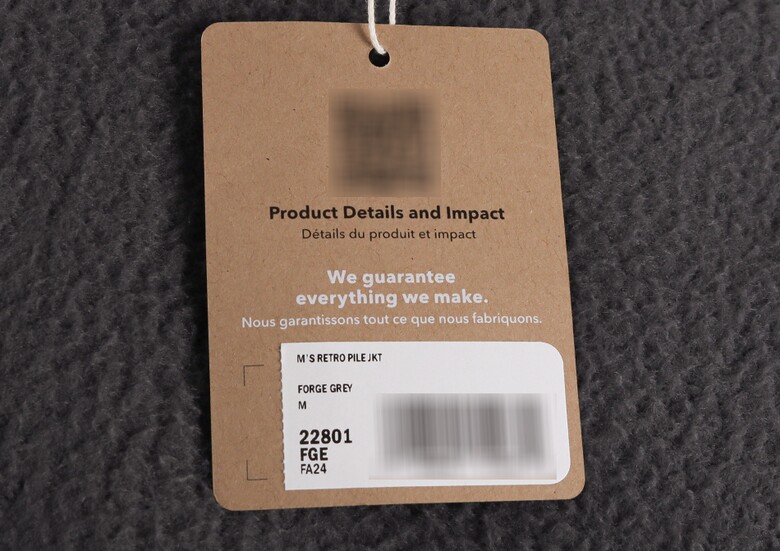 Product Details and Impact
Détails du produit et impact
We guarantee
everything we make.
Nous garantissons tout ce que nous fabriquons.
M'S RETRO PILE JKT
FORGE GREY
M
22801
FGE
FA24